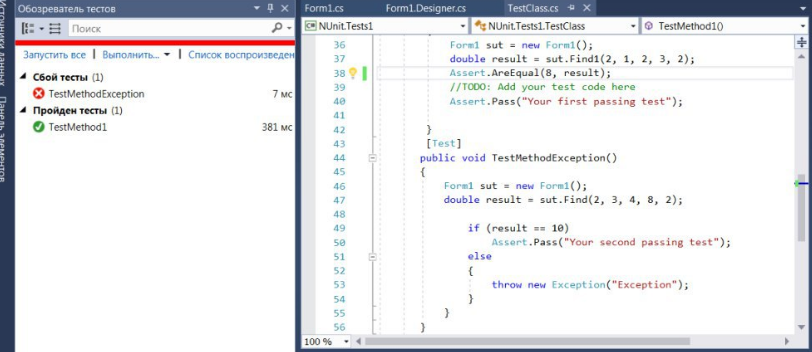 Обозреватель тестов
Поиск
Запустить все | Выполнить... | Список воспроизведен
Сбой тесты (1)
TestMethodException 7 мс
Пройден тесты (1)
TestMethod1 381 мс
Источники данных
Панель элементов
Form1.cs Form1.Designer.cs TestClass.cs
NUnit.Tests1 NUnit.Tests1.TestClass TestMethod1()
36 Form1 sut = new Form1();
37 double result = sut.Find1(2, 1, 2, 3, 2);
38 Assert.AreEqual(8, result);
39 //TODO: Add your test code here
40 Assert.Pass("Your first passing test");
41
42 }
43 [Test]
44 public void TestMethodException()
45 {
46 Form1 sut = new Form1();
47 double result = sut.Find(2, 3, 4, 8, 2);
48
49 if (result == 10)
50 Assert.Pass("Your second passing test");
51 else
52 {
53 throw new Exception("Exception");
54 }
55 }
56 }
100 %